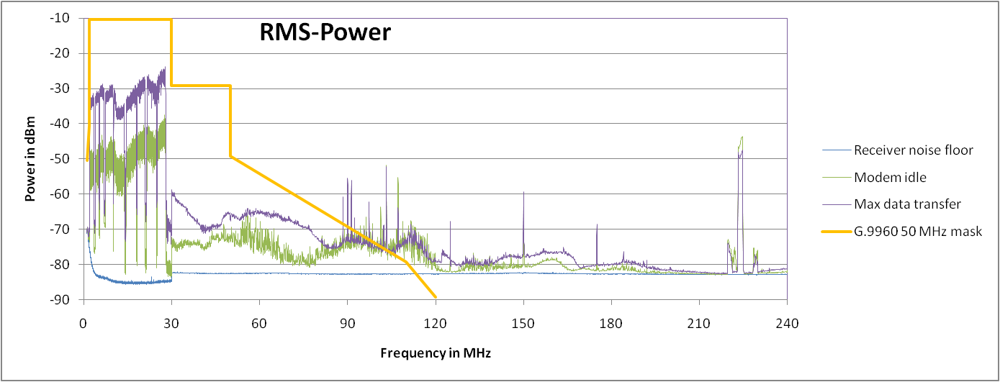 RMS-Power
-10
-20
-30
-40
-50
-60
-70
-80
-90
Power in dBm
0 30 60 90 120 150 180 210 240
Frequency in MHz
Receiver noise floor
Modem idle
Max data transfer
G.9960 50 MHz mask